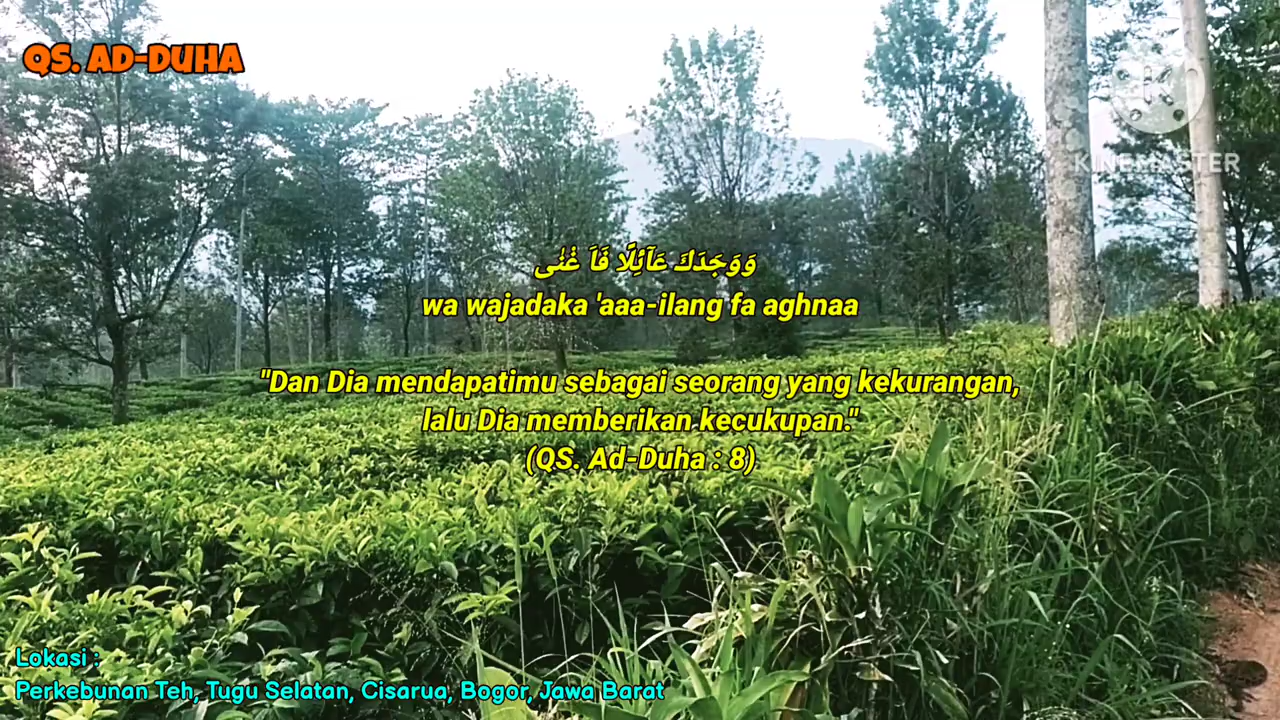 QS. AD-DUHA
KINEMASTER
وَوَجَدَكَ عَآئِلًا فَاَ غْنٰى
wa wajadaka 'aaa-ilang fa aghnaa
"Dan Dia mendapatimu sebagai seorang yang kekurangan,
lalu Dia memberikan kecukupan."
(QS. Ad-Duha : 8)
Lokasi :
Perkebunan Teh, Tugu Selatan, Cisarua, Bogor, Jawa Barat